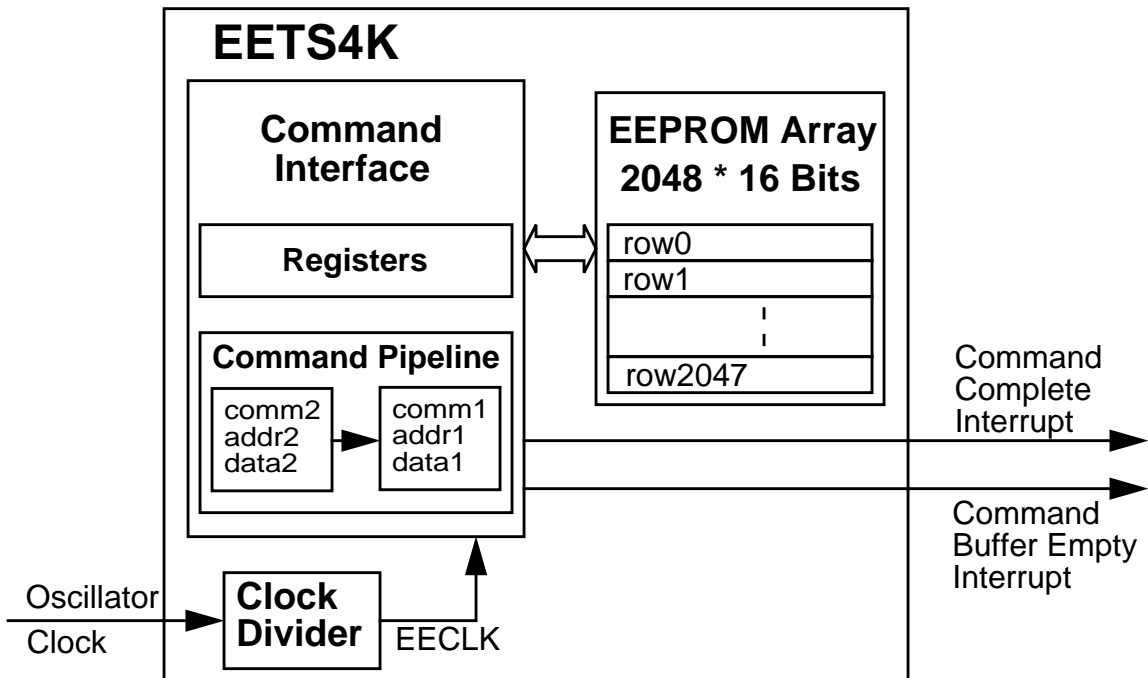 EETS4K
Command
Interface
Registers
Command Pipeline
comm2
addr2
data2
comm1
addr1
data1
EEPROM Array
2048 * 16 Bits
row0
row1
row2047
Command
Complete
Interrupt
Command
Buffer Empty
Interrupt
Oscillator
Clock
Clock
Divider
EECLK